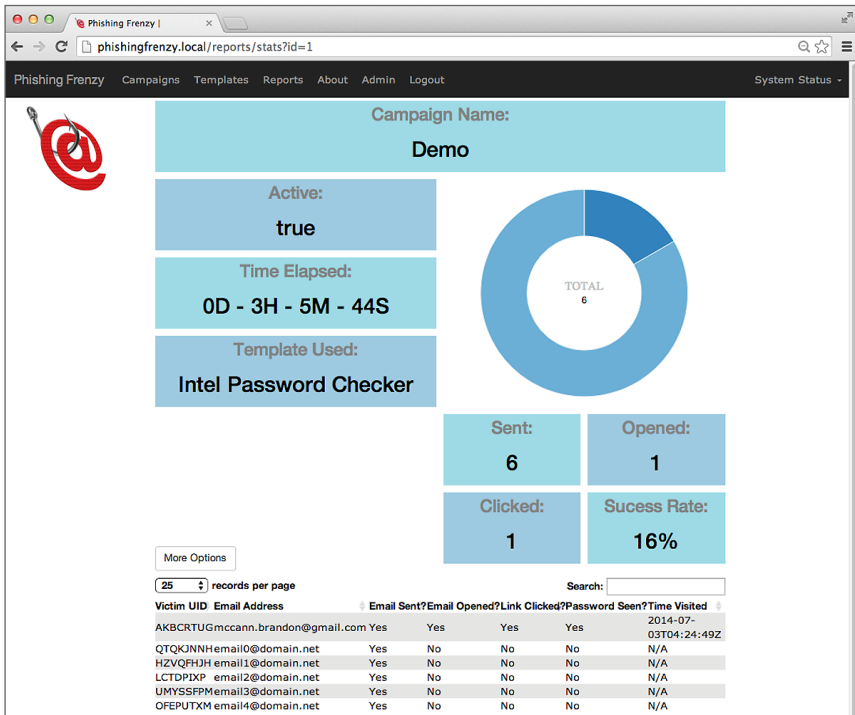 Phishing Frenzy |
phishingfrenzy.local/reports/stats?id=1
Phishing Frenzy Campaigns Templates Reports About Admin Logout System Status
@
Campaign Name:
Demo
Active:
true
Time Elapsed:
0D - 3H - 5M - 44S
Template Used:
Intel Password Checker
TOTAL
6
Sent: Opened:
6 1
Clicked: Sucess Rate:
1 16%
More Options
25 records per page Search:
Victim UID Email Address Email Sent? Email Opened? Link Clicked? Password Seen? Time Visited
AKBCRTUG mccann.brandon@gmail.com Yes Yes Yes Yes 2014-07-
03T04:24:49Z
QTQKJNNH email0@domain.net Yes No No No N/A
HZVQFHJH email1@domain.net Yes No No No N/A
LCTDPIXP email2@domain.net Yes No No No N/A
UMYSSFPM email3@domain.net Yes No No No N/A
OFEPUTXM email4@domain.net Yes No No No N/A